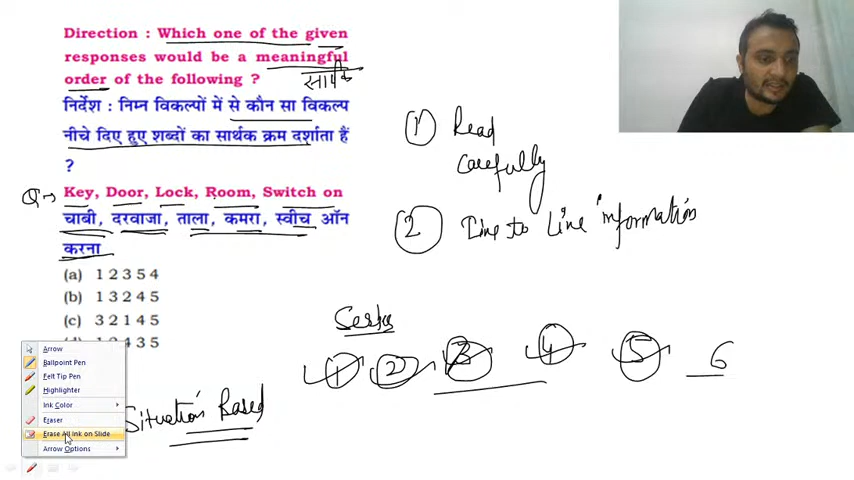 Direction : Which one of the given
responses would be a meaningful
order of the following ?
निर्देश : निम्न विकल्पों में से कौन सा विकल्प
नीचे दिए हुए शब्दों का सार्थक क्रम दर्शाता हैं
?
Key, Door, Lock, Room, Switch on
चाबी, दरवाजा, ताला, कमरा, स्वीच ऑन
करना
(a) 1 2 3 5 4
(b) 1 3 2 4 5
(c) 3 2 1 4 5
4 3 5
Arrow
Ballpoint Pen
Felt Tip Pen
Highlighter
Ink Color
Eraser
Erase All Ink on Slide
Arrow Options
Situation Based
① Read
carefully
② Line to Line information
Series
① ② ③ ④ ⑤ 6